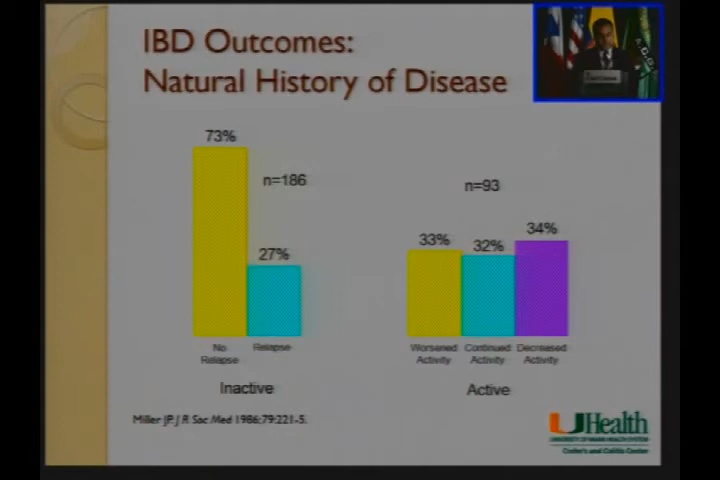 IBD Outcomes:
Natural History of Disease
73%
n=186
27%
No
Relapse
Relapse
Inactive
n=93
33%
32%
34%
Worsened
Activity
Continued
Activity
Decreased
Activity
Active
Miller JP. J R Soc Med 1986;79:221-5.
UHealth
UNIVERSITY OF MIAMI HEALTH SYSTEM
Crohn's and Colitis Center